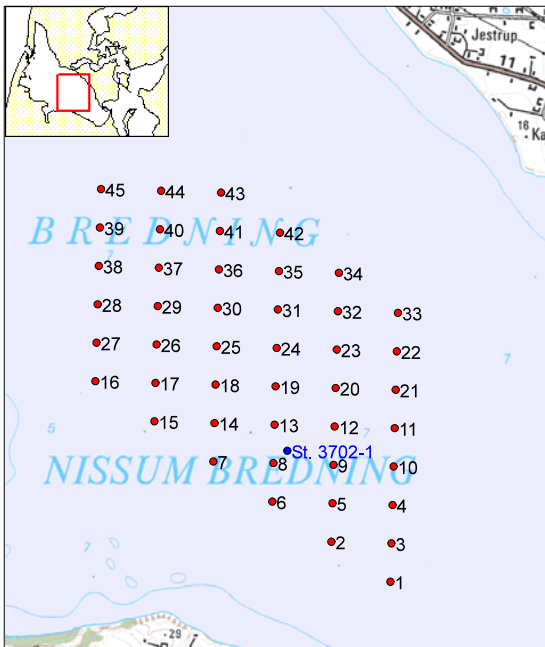 Jestrup
11
16
Ka
45 44 43
BREDNING
39 40 41 42
7
38 37 36 35 34
28 29 30 31 32 33
27 26 25 24 23 22
7
16 17 18 19 20 21
15 14 13 12 11
5
7
St. 3702-1
NISSUM BREDNING
7 8 9 10
6 5 4
2 3
7
1
29